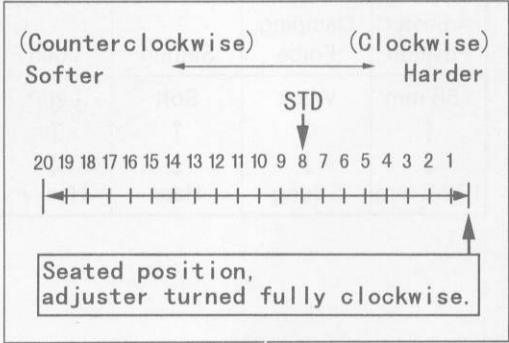 (Counterclockwise) (Clockwise)
Softer Harder
STD
20 19 18 17 16 15 14 13 12 11 10 9 8 7 6 5 4 3 2 1
Seated position,
adjuster turned fully clockwise.